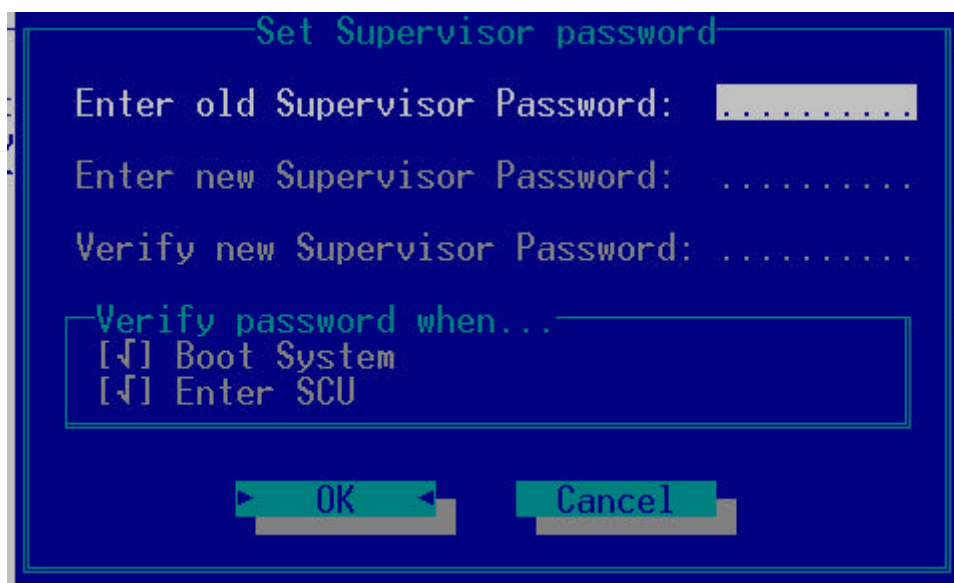 Set Supervisor password
Enter old Supervisor Password: ..........
Enter new Supervisor Password: ..........
Verify new Supervisor Password: ..........
Verify password when...
[√] Boot System
[√] Enter SCU
► OK ◄ Cancel